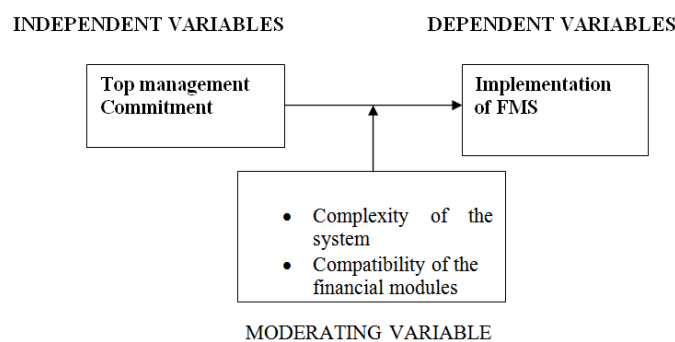 INDEPENDENT VARIABLES
DEPENDENT VARIABLES
Top management
Commitment
Implementation
of FMS
• Complexity of the
system
• Compatibility of the
financial modules
MODERATING VARIABLE